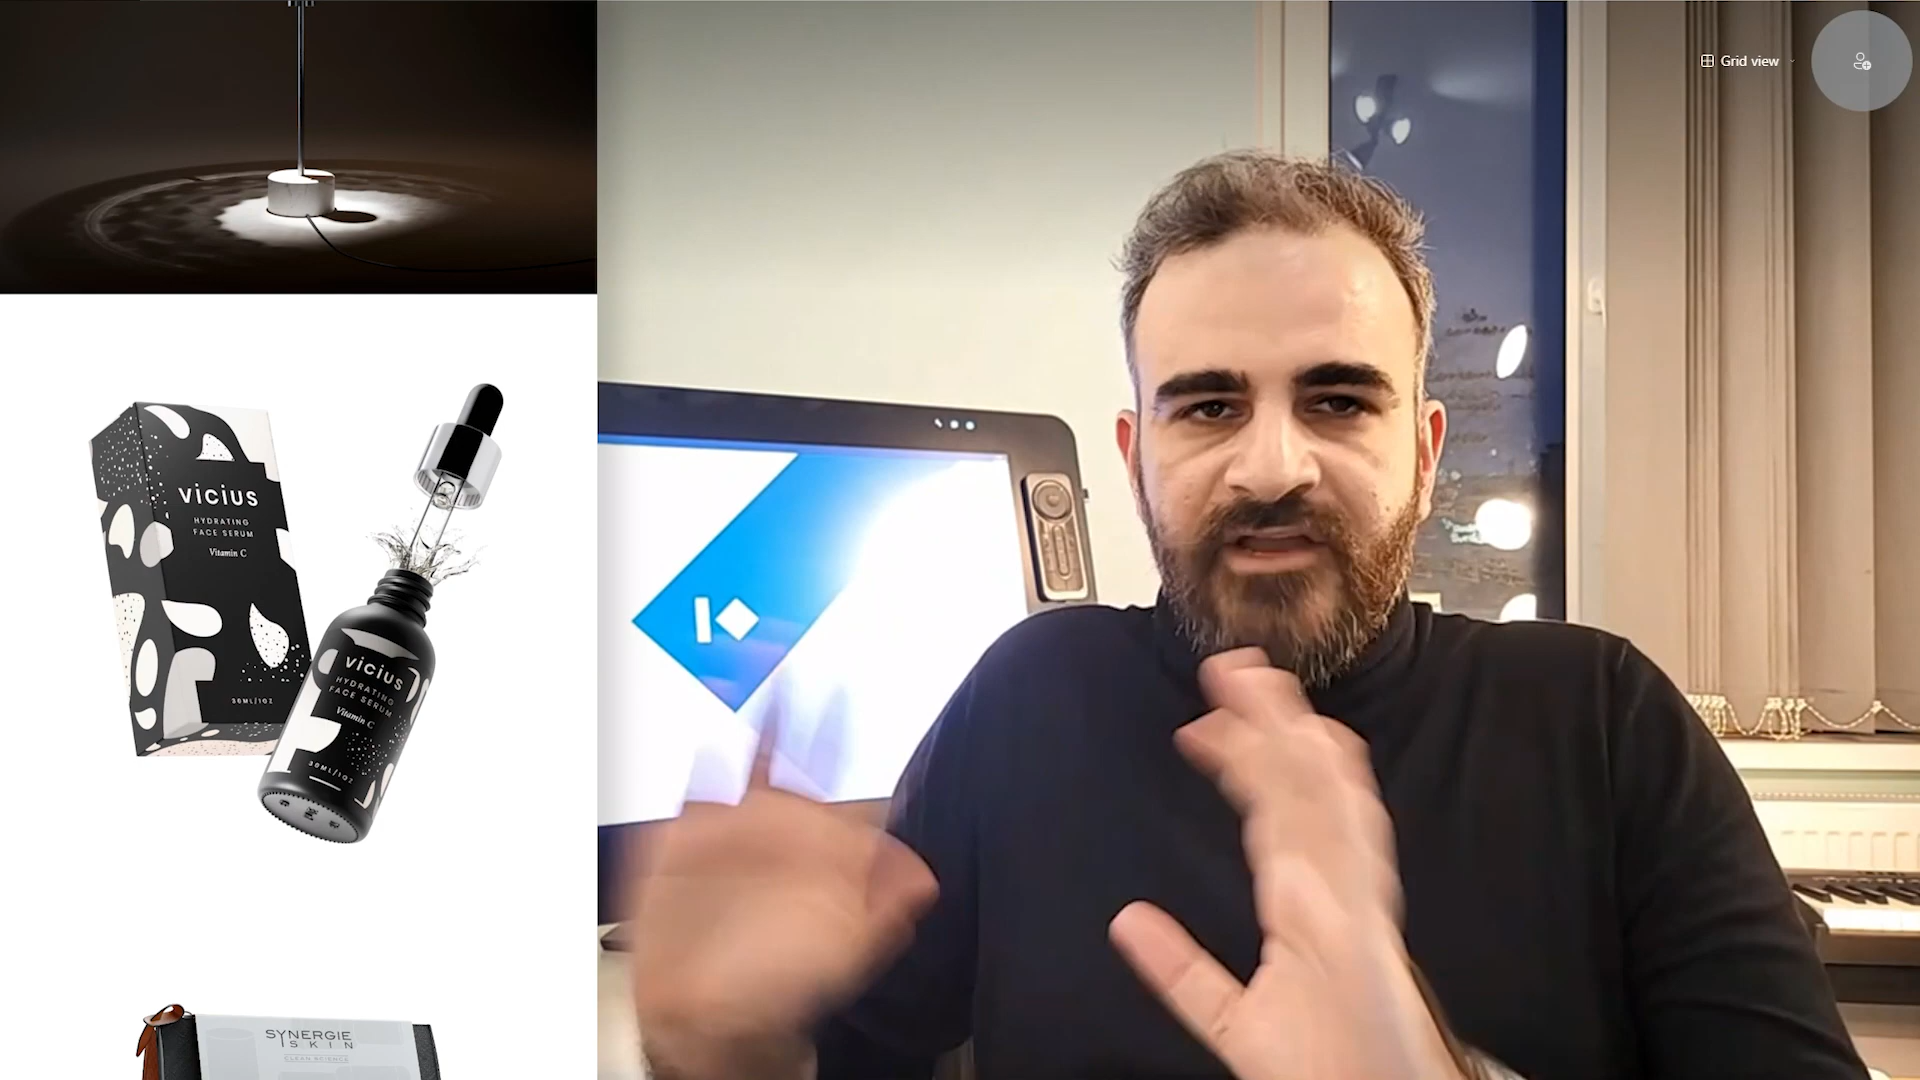 Grid view
vicius
HYDRATING
FACE SERUM
Vitamin C
30ML/1OZ
vicius
HYDRATING
FACE SERUM
Vitamin C
30ML/1OZ
SYNERGIE
SKIN
CLEAN SCIENCE